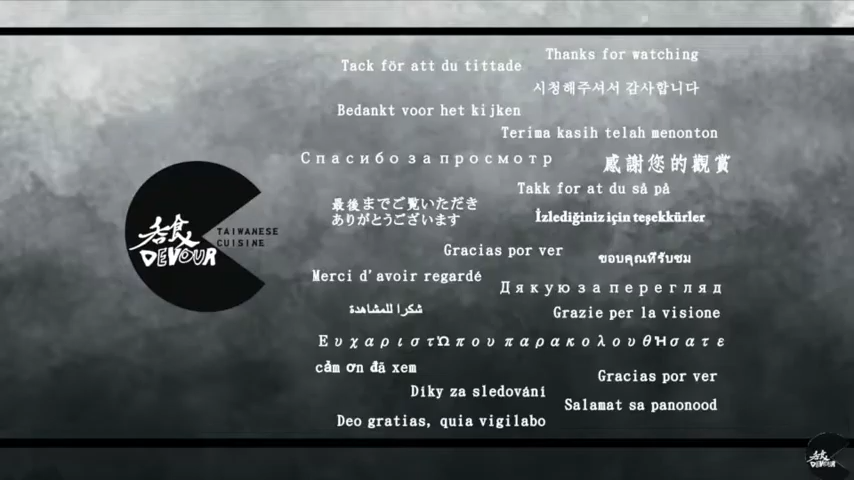 Thanks for watching
Tack för att du tittade
시청해주셔서 감사합니다
Bedankt voor het kijken
Terima kasih telah menonton
Спасибо за просмотр
感謝您的觀賞
Takk for at du så på
最後までご覧いただき
ありがとうございます
İzlediğiniz için teşekkürler
吞食
DEVOUR
TAIWANESE
CUISINE
Gracias por ver
ขอบคุณที่รับชม
Merci d'avoir regardé
Дякую за перегляд
شكرا للمشاهدة
Grazie per la visione
ΕυχαριστΏ που παρακολουθΉσατε
cảm ơn đã xem
Gracias por ver
Díky za sledování
Salamat sa panonood
Deo gratias, quia vigilabo
吞食
DEVOUR